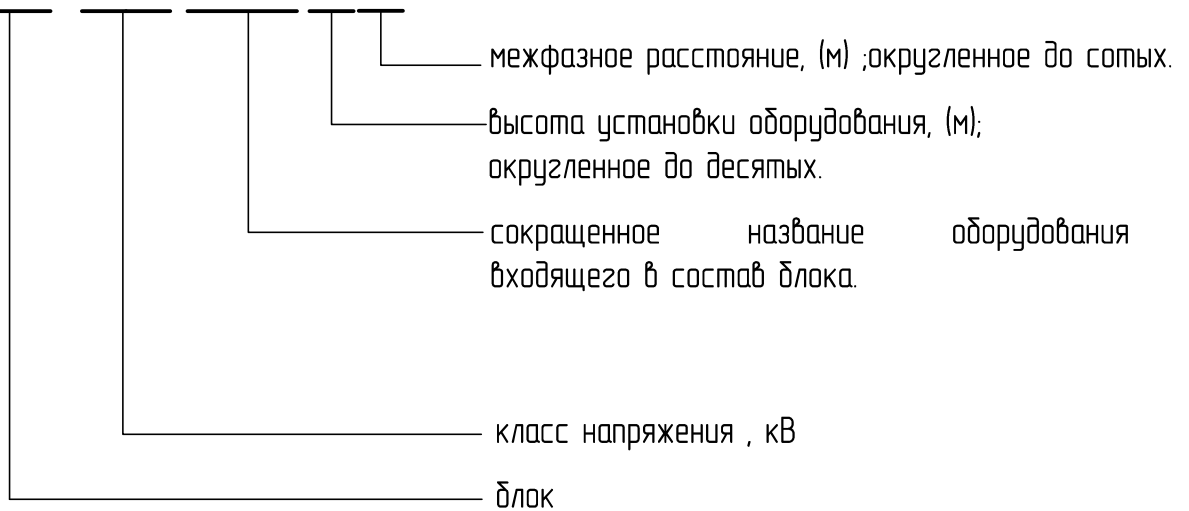 межфазное расстояние, (м) ;округленное до сотых.
высота установки оборудования, (м);
округленное до десятых.
сокращенное название оборудования
входящего в состав блока.
класс напряжения , кВ
блок